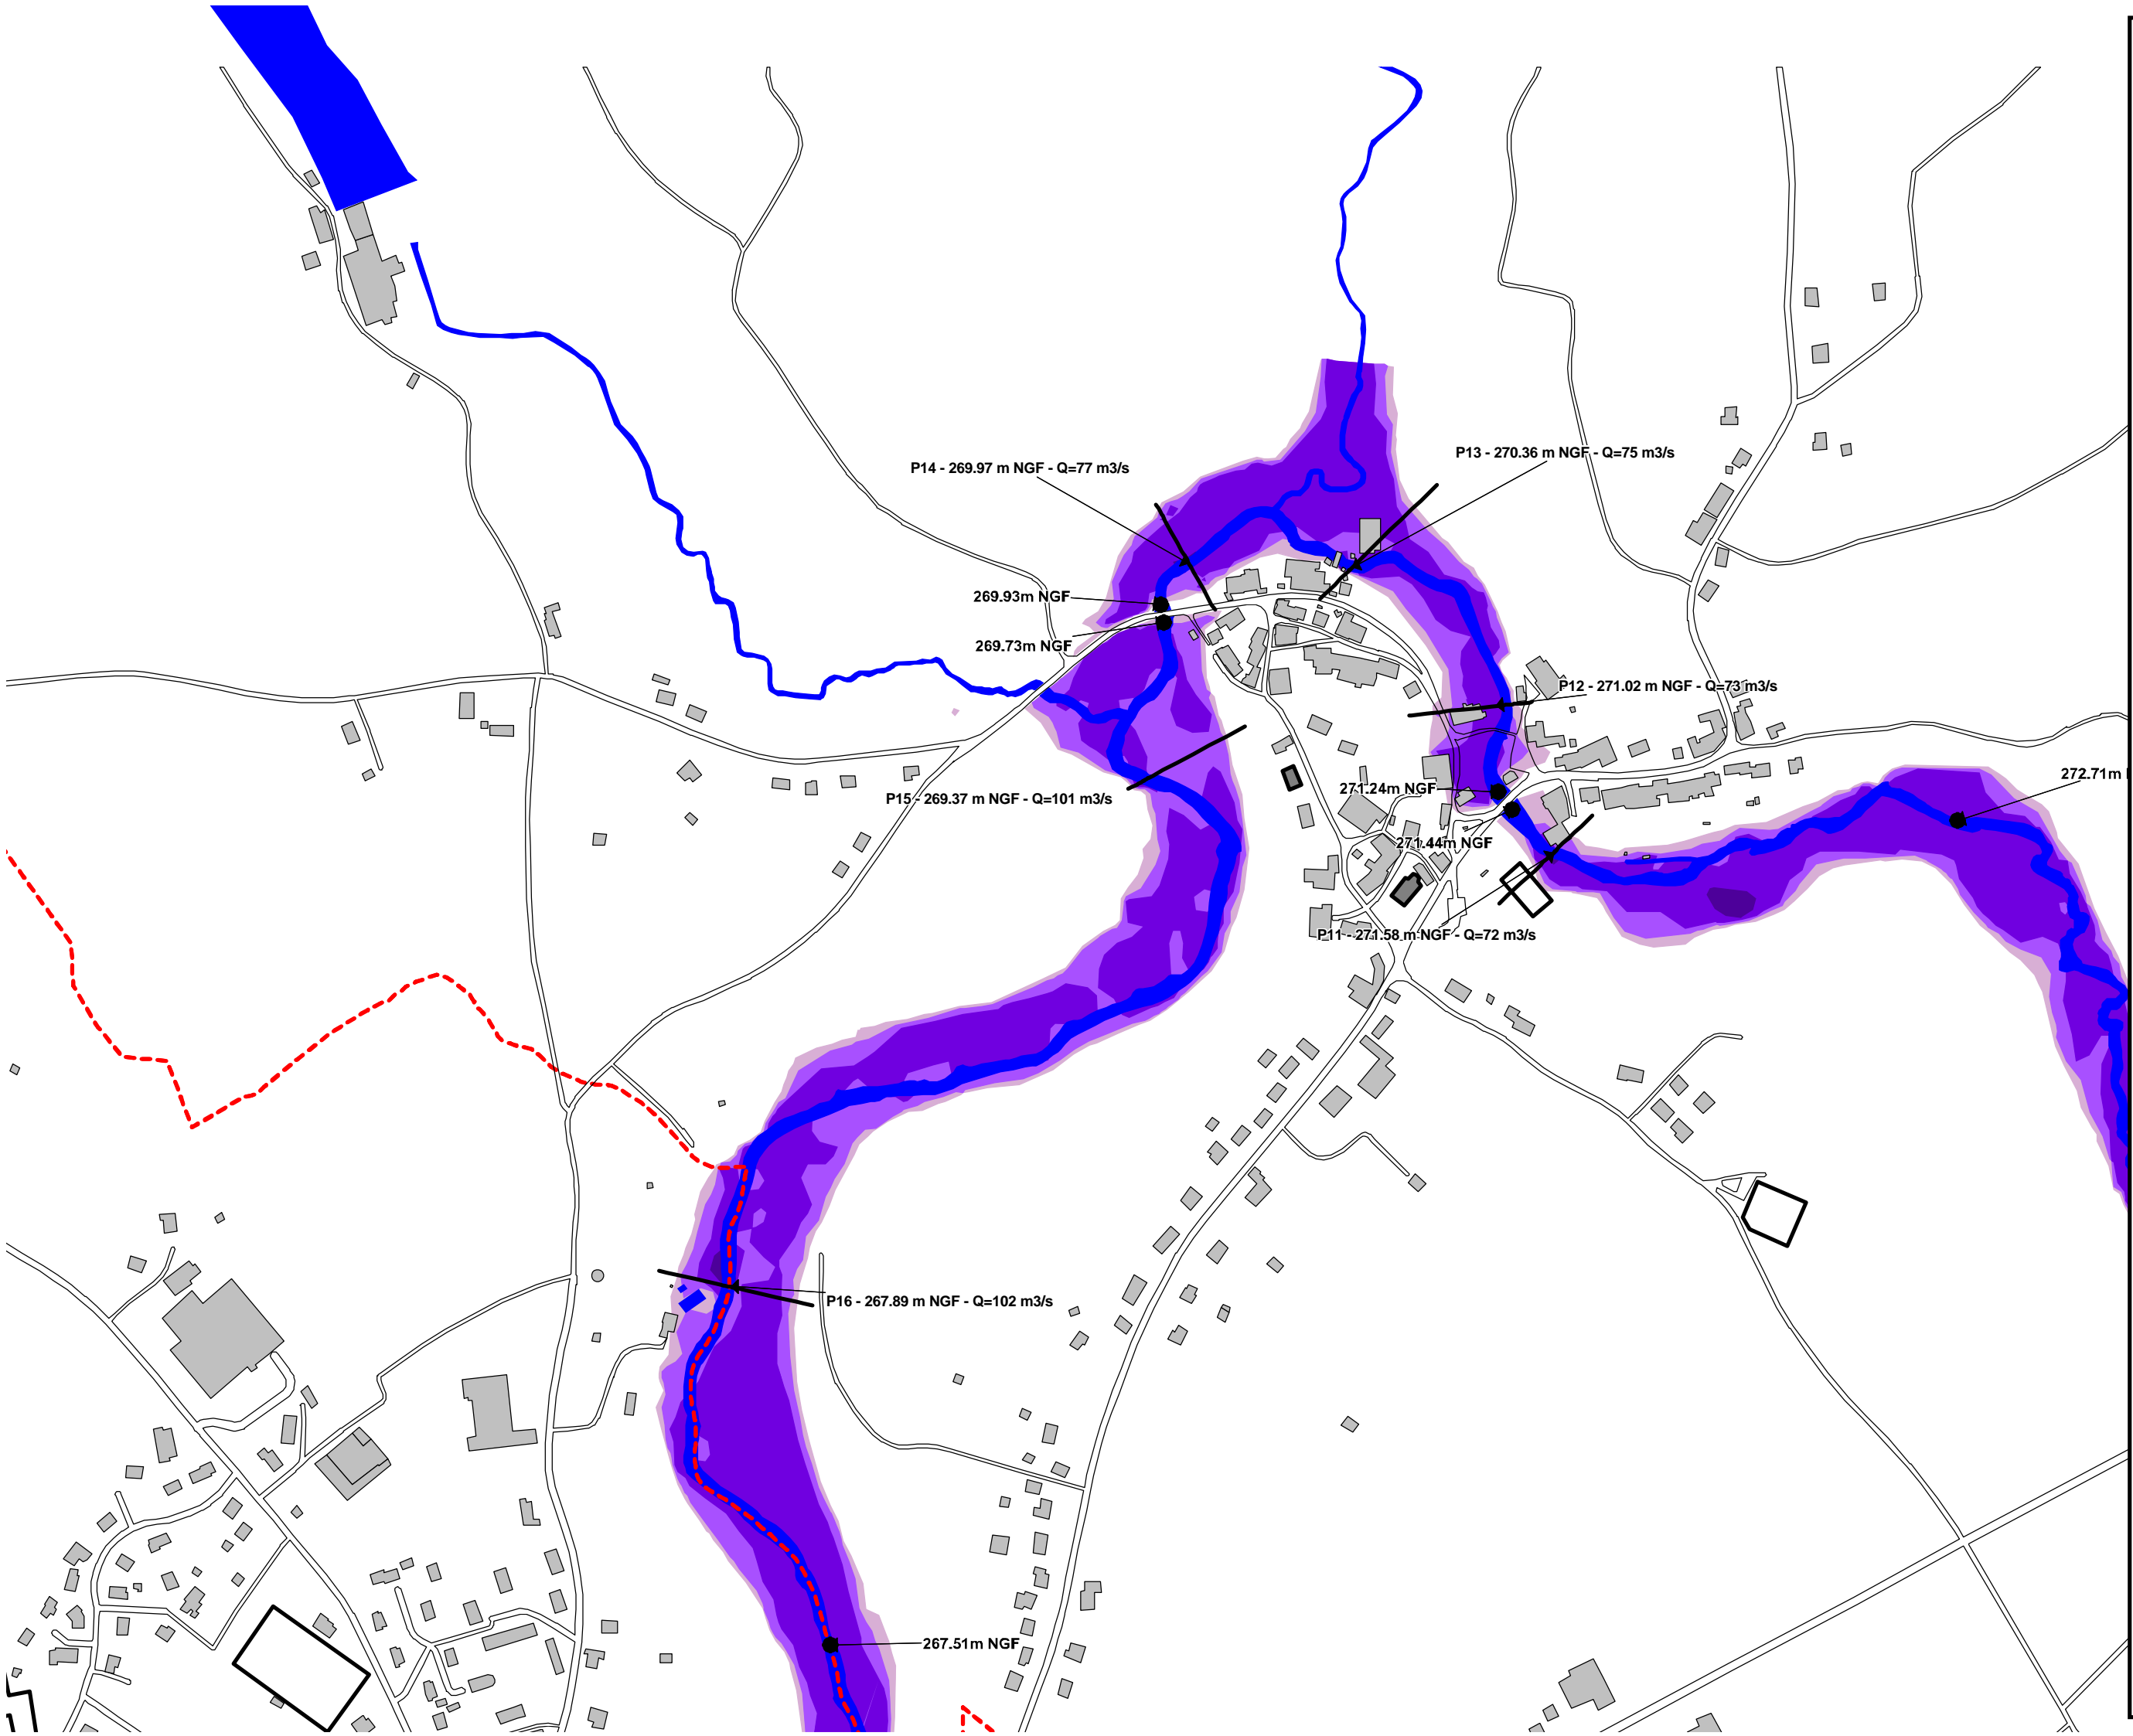 P13 - 270.36 m NGF - Q=75 m3/s
P14 - 269.97 m NGF - Q=77 m3/s
269.93m NGF
269.73m NGF
P12 - 271.02 m NGF - Q=73 m3/s
272.71m
271.24m NGF
P15 - 269.37 m NGF - Q=101 m3/s
271.44m NGF
P11 - 271.58 m NGF - Q=72 m3/s
P16 - 267.89 m NGF - Q=102 m3/s
267.51m NGF